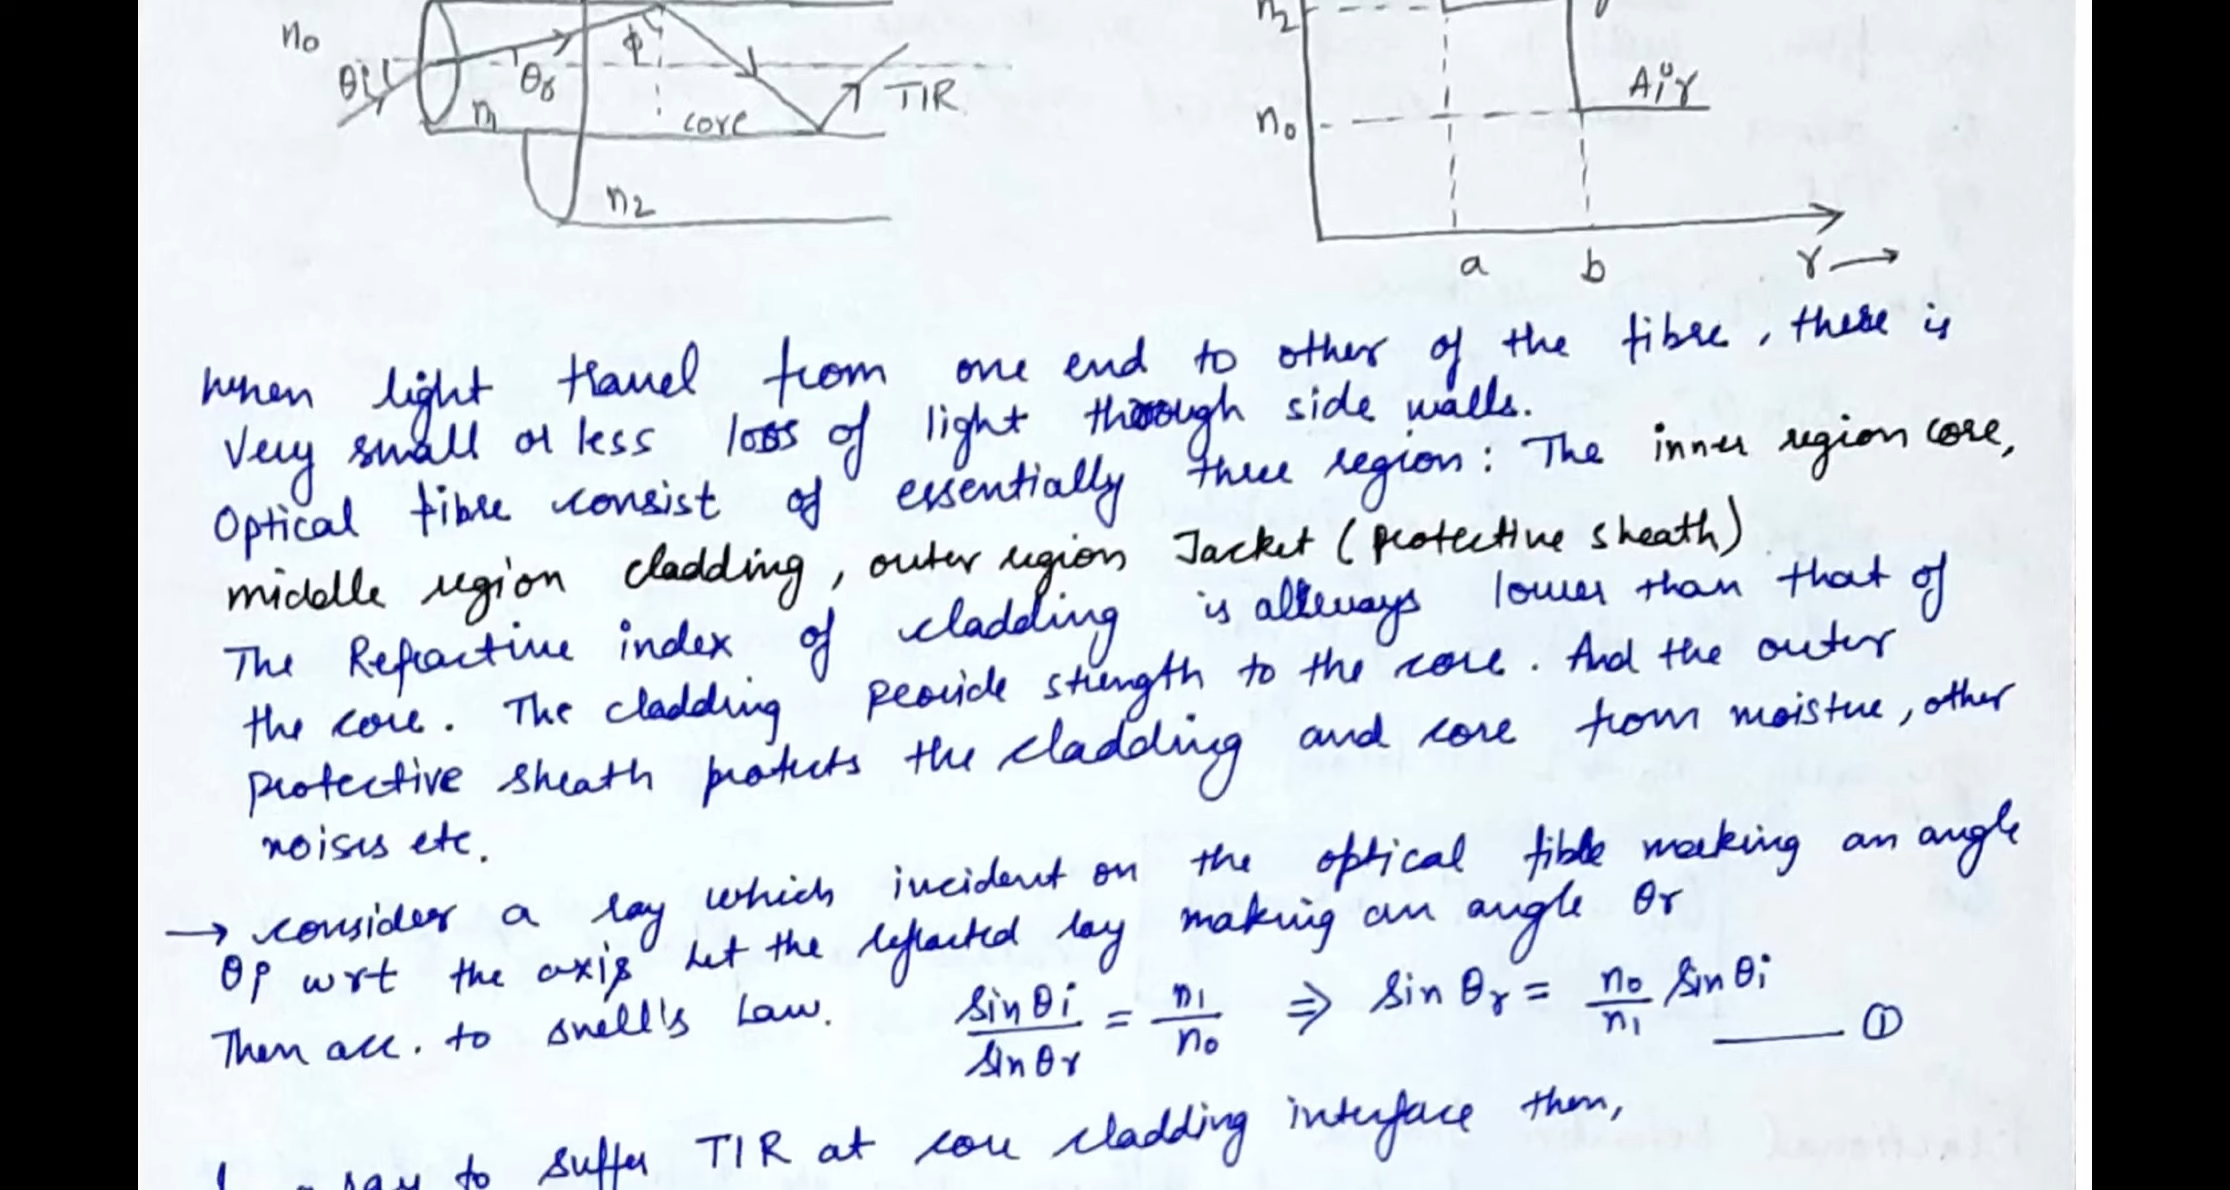 n₂
n₀
θi
θr
ϕ
n₁
core
TIR
n₂
Air
n₀
a
b
r →
when light travel from one end to other of the fibre, there is
very small or less loss of light through side walls.
Optical fibre consist of essentially three region: The inner region core,
middle region cladding, outer region Jacket (protective sheath)
The Refractive index of cladding is allways lower than that of
the core. The cladding provide strength to the core. And the outer
protective sheath protects the cladding and core from moisture, other
noises etc.
→ consider a ray which incident on the optical fibre making an angle
θi wrt the axis let the refracted ray making an angle θr
Then acc. to snell's Law. sinθi/sinθr = n₁/n₀ ⇒ sin θr = n₀/n₁ sinθi —— ①
ray to suffer TIR at core cladding interface then,